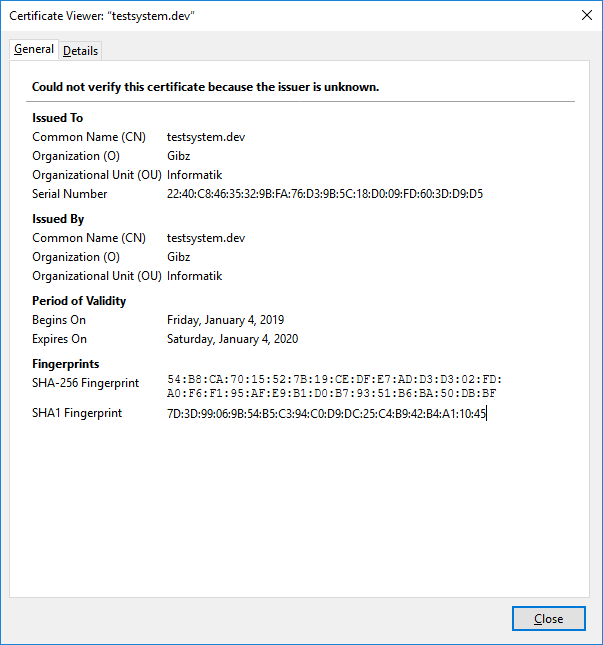 Certificate Viewer: “testsystem.dev”
General Details
Could not verify this certificate because the issuer is unknown.
Issued To
Common Name (CN) testsystem.dev
Organization (O) Gibz
Organizational Unit (OU) Informatik
Serial Number 22:40:C8:46:35:32:9B:FA:76:D3:9B:5C:18:D0:09:FD:60:3D:D9:D5
Issued By
Common Name (CN) testsystem.dev
Organization (O) Gibz
Organizational Unit (OU) Informatik
Period of Validity
Begins On Friday, January 4, 2019
Expires On Saturday, January 4, 2020
Fingerprints
SHA-256 Fingerprint 54:B8:CA:70:15:52:7B:19:CE:DF:E7:AD:D3:D3:02:FD:
A0:F6:F1:95:AF:E9:B1:D0:B7:93:51:B6:BA:50:DB:BF
SHA1 Fingerprint 7D:3D:99:06:9B:54:B5:C3:94:C0:D9:DC:25:C4:B9:42:B4:A1:10:45
Close